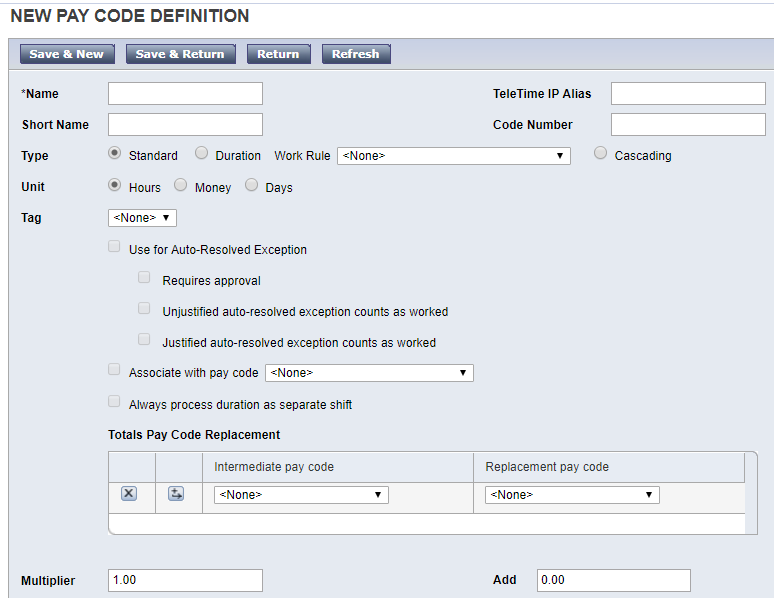 NEW PAY CODE DEFINITION
Save & New Save & Return Return Refresh
*Name TeleTime IP Alias
Short Name Code Number
Type Standard Duration Work Rule <None> Cascading
Unit Hours Money Days
Tag <None>
Use for Auto-Resolved Exception
Requires approval
Unjustified auto-resolved exception counts as worked
Justified auto-resolved exception counts as worked
Associate with pay code <None>
Always process duration as separate shift
Totals Pay Code Replacement
Intermediate pay code Replacement pay code
<None> <None>
Multiplier 1.00 Add 0.00